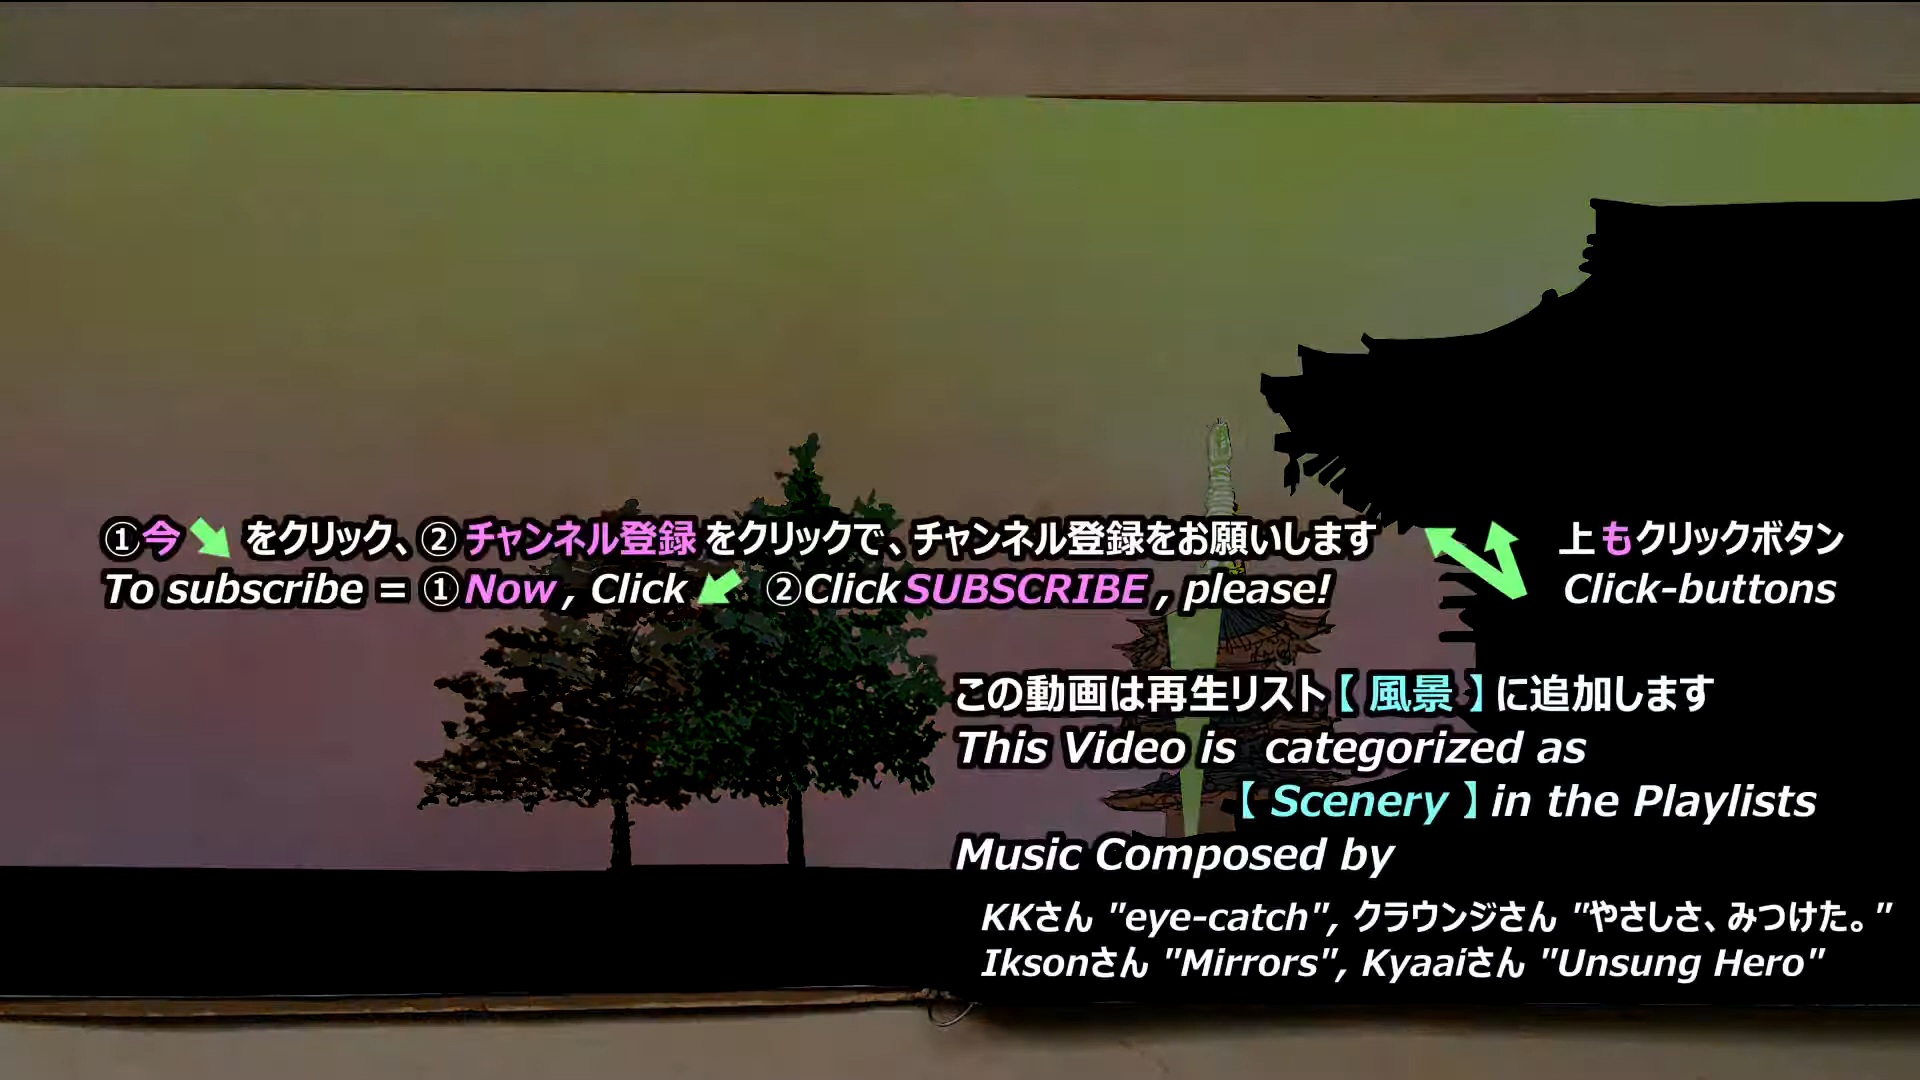 ①今 をクリック、② チャンネル登録 をクリックで、チャンネル登録をお願いします
To subscribe = ①Now, Click ②Click SUBSCRIBE, please!
上もクリックボタン
Click-buttons
この動画は再生リスト【 風景 】に追加します
This Video is categorized as
【 Scenery 】in the Playlists
Music Composed by
KKさん "eye-catch", クラウンジさん "やさしさ、みつけた。"
Iksonさん "Mirrors", Kyaaiさん "Unsung Hero"